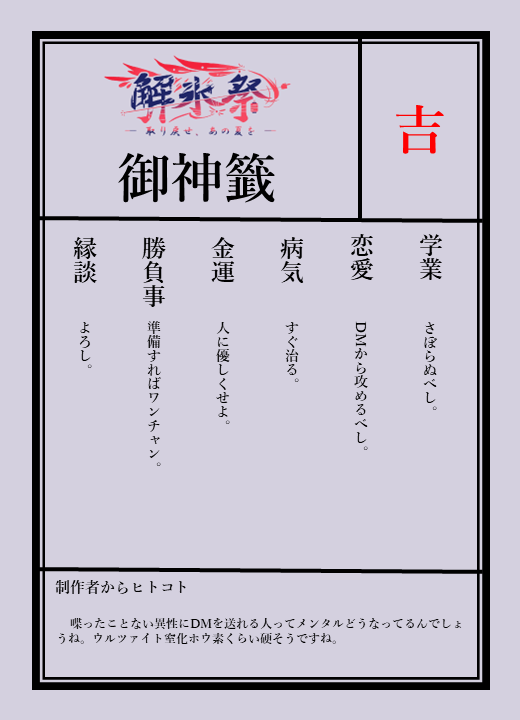 解氷祭
取り戻せ、あの夏を
御神籤
吉
学業
さぼらぬべし。
恋愛
DMから攻めるべし。
病気
すぐ治る。
金運
人に優しくせよ。
勝負事
準備すればワンチャン。
縁談
よろし。
制作者からヒトコト
喋ったことない異性にDMを送れる人ってメンタルどうなってるんでしょ
うね。ウルツァイト窒化ホウ素くらい硬そうですね。